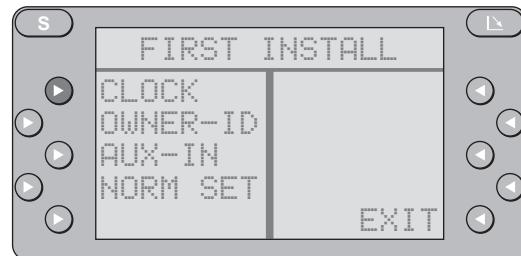 S
FIRST INSTALL
CLOCK
OWNER-ID
AUX-IN
NORM SET
EXIT